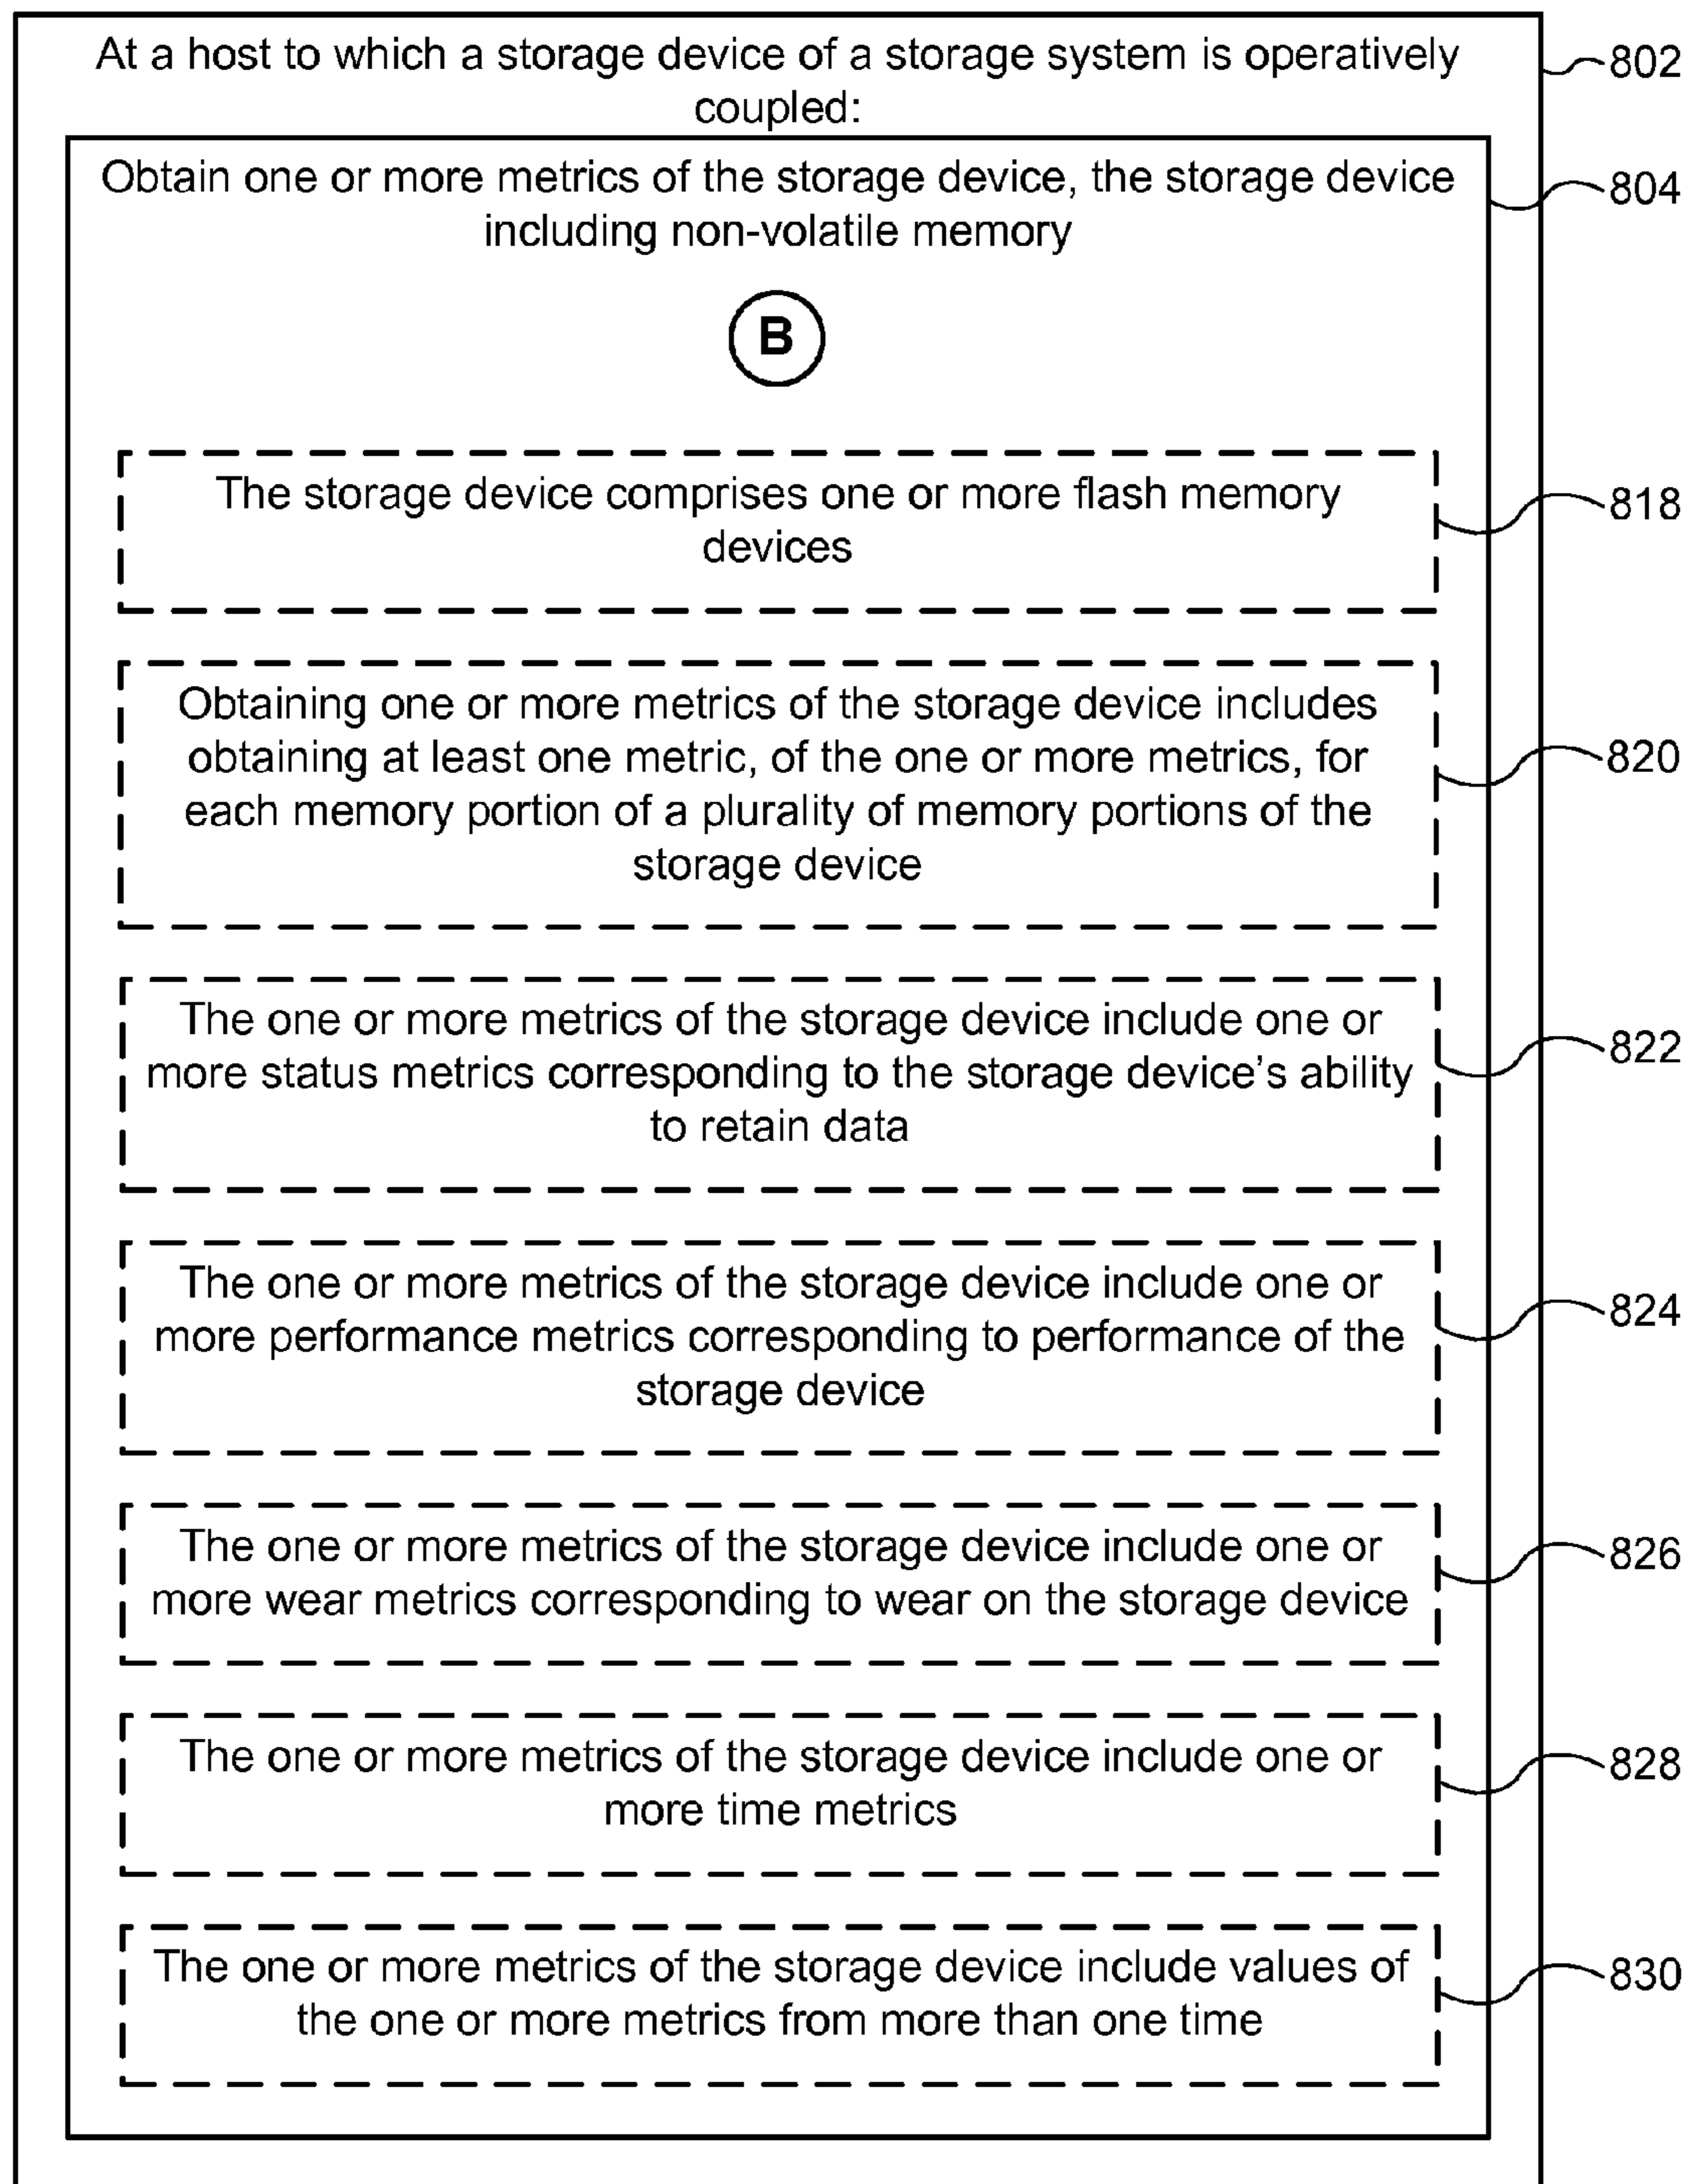 At a host to which a storage device of a storage system is operatively
coupled:
802
Obtain one or more metrics of the storage device, the storage device
including non-volatile memory
804
B
The storage device comprises one or more flash memory
devices
818
Obtaining one or more metrics of the storage device includes
obtaining at least one metric, of the one or more metrics, for
each memory portion of a plurality of memory portions of the
storage device
820
The one or more metrics of the storage device include one or
more status metrics corresponding to the storage device’s ability
to retain data
822
The one or more metrics of the storage device include one or
more performance metrics corresponding to performance of the
storage device
824
The one or more metrics of the storage device include one or
more wear metrics corresponding to wear on the storage device
826
The one or more metrics of the storage device include one or
more time metrics
828
The one or more metrics of the storage device include values of
the one or more metrics from more than one time
830